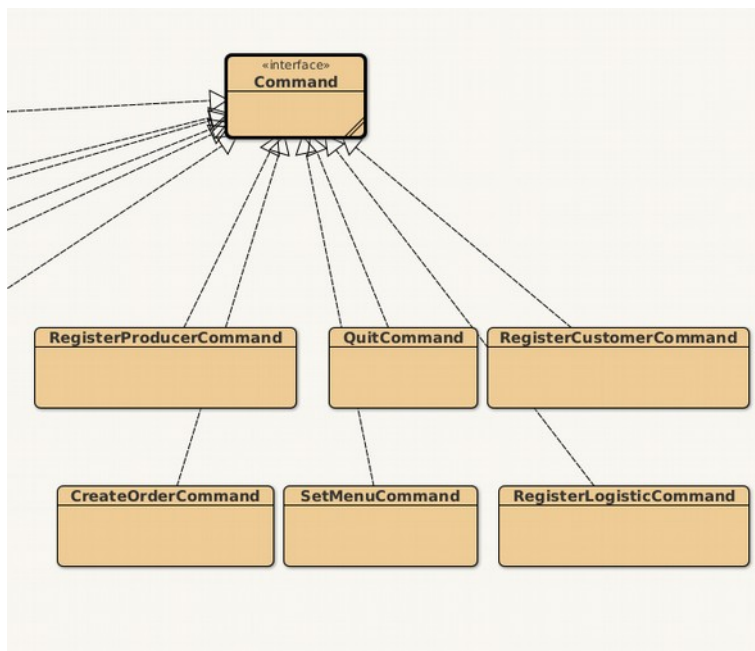 «interface»
Command
RegisterProducerCommand
QuitCommand
RegisterCustomerCommand
CreateOrderCommand
SetMenuCommand
RegisterLogisticCommand